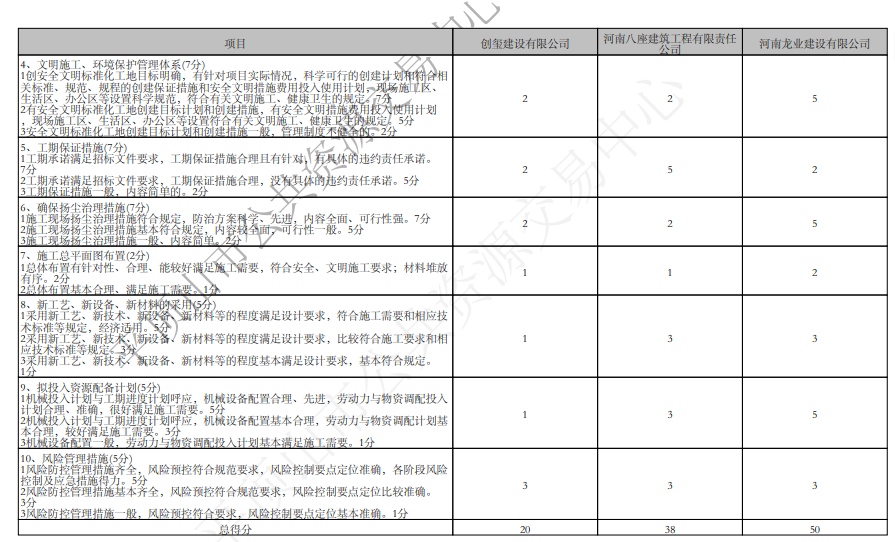 项目 创玺建设有限公司 河南八座建筑工程有限责任公司 河南龙业建设有限公司
4、文明施工、环境保护管理体系(7分)
1创安全文明标准化工地目标明确，有针对项目实际情况，科学可行的创建计划和符合相
关标准、规范、规程的创建保证措施和安全文明措施费用投入使用计划，现场施工区、
生活区、办公区等设置科学规范，符合有关文明施工、健康卫生的规定。7分
2有安全文明标准化工地创建目标计划和创建措施，有安全文明措施费用投入使用计划
，现场施工区、生活区、办公区等设置符合有关文明施工、健康卫生的规定。5分
3安全文明标准化工地创建目标计划和创建措施一般，管理制度不健全的。2分
2 2 5
5、工期保证措施(7分)
1工期承诺满足招标文件要求，工期保证措施合理且有针对，有具体的违约责任承诺。
7分
2工期承诺满足招标文件要求，工期保证措施合理，没有具体的违约责任承诺。5分
3工期保证措施一般，内容简单的。2分
2 5 2
6、确保扬尘治理措施(7分)
1施工现场扬尘治理措施符合规定，防治方案科学、先进，内容全面、可行性强。7分
2施工现场扬尘治理措施基本符合规定，内容较全面，可行性一般。5分
3施工现场扬尘治理措施一般、内容简单。2分
2 2 5
7、施工总平面图布置(2分)
1总体布置有针对性、合理、能较好满足施工需要，符合安全、文明施工要求；材料堆放
有序。2分
2总体布置基本合理、满足施工需要。1分
1 1 2
8、新工艺、新设备、新材料的采用(5分)
1采用新工艺、新技术、新设备、新材料等的程度满足设计要求，符合施工需要和相应技
术标准等规定，经济适用。5分
2采用新工艺、新技术、新设备、新材料等的程度满足设计要求，比较符合施工要求和相
应技术标准等规定。3分
3采用新工艺、新技术、新设备、新材料等的程度基本满足设计要求，基本符合规定。
1分
1 3 3
9、拟投入资源配备计划(5分)
1机械投入计划与工期进度计划呼应，机械设备配置合理、先进，劳动力与物资调配投入
计划合理、准确，很好满足施工需要。5分
2机械投入计划与工期进度计划呼应，机械设备配置基本合理，劳动力与物资调配计划基
本合理，较好满足施工需要。3分
3机械设备配置一般，劳动力与物资调配投入计划基本满足施工需要。1分
1 3 5
10、风险管理措施(5分)
1风险防控管理措施齐全，风险预控符合规范要求，风险控制要点定位准确，各阶段风险
控制及应急措施得力。5分
2风险防控管理措施基本齐全，风险预控符合规范要求，风险控制要点定位比较准确。
3分
3风险防控管理措施一般，风险预控符合要求，风险控制要点定位基本准确。1分
3 3 3
总得分 20 38 50
平顶山市公共资源交易中心
平顶山市公共资源交易中心